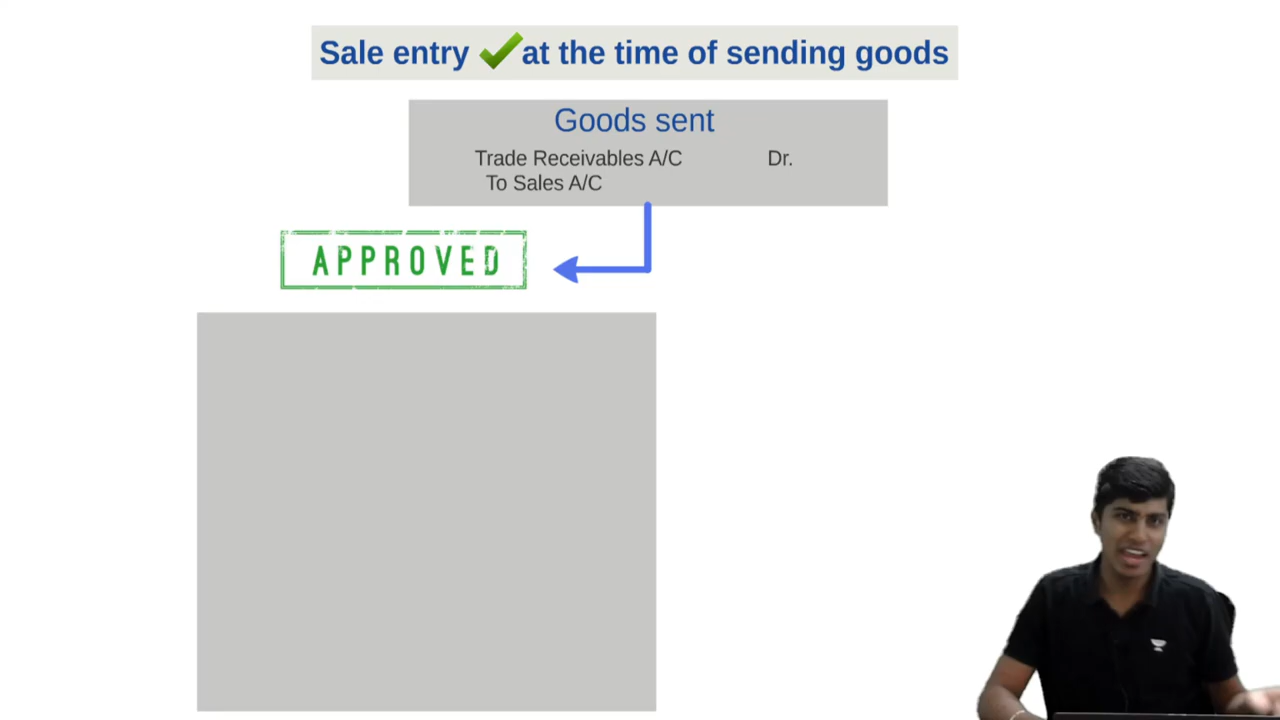 Sale entry ✔ at the time of sending goods
Goods sent
Trade Receivables A/C Dr.
To Sales A/C
APPROVED